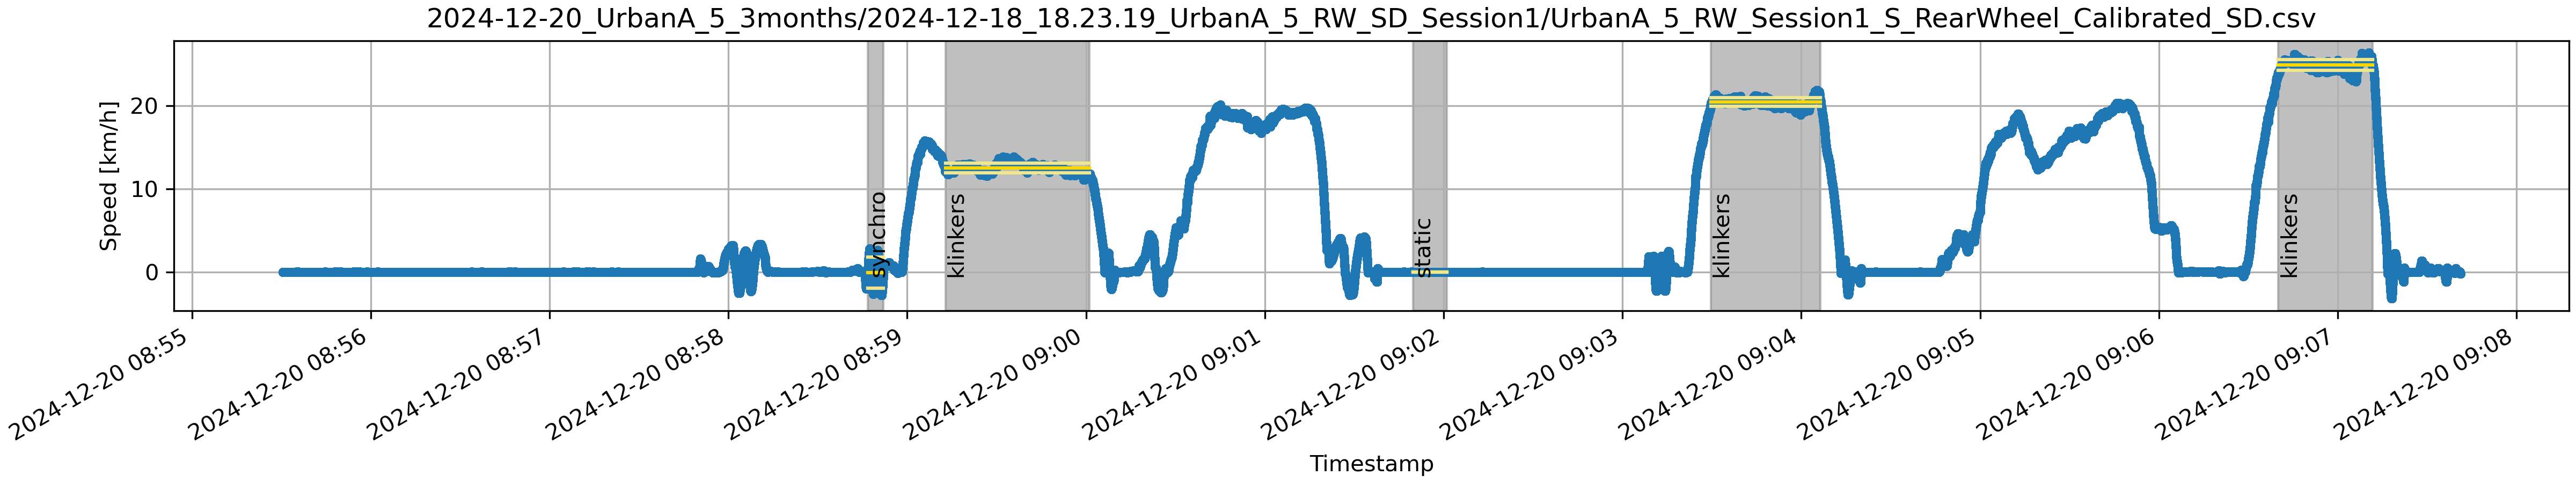 2024-12-20_UrbanA_5_3months/2024-12-18_18.23.19_UrbanA_5_RW_SD_Session1/UrbanA_5_RW_Session1_S_RearWheel_Calibrated_SD.csv
Speed [km/h]
20
10
0
synchro
klinkers
static
klinkers
klinkers
2024-12-20 08:55
2024-12-20 08:56
2024-12-20 08:57
2024-12-20 08:58
2024-12-20 08:59
2024-12-20 09:00
2024-12-20 09:01
2024-12-20 09:02
2024-12-20 09:03
2024-12-20 09:04
2024-12-20 09:05
2024-12-20 09:06
2024-12-20 09:07
2024-12-20 09:08
Timestamp